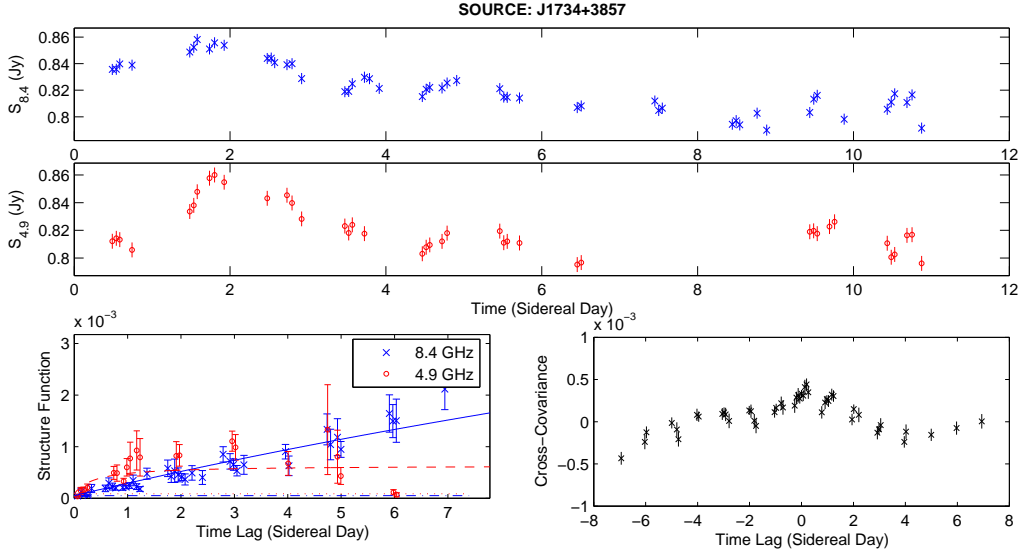 SOURCE: J1734+3857
S8.4 (Jy)
0.86
0.84
0.82
0.8
0 2 4 6 8 10 12
S4.9 (Jy)
0.86
0.84
0.82
0.8
0 2 4 6 8 10 12
Time (Sidereal Day)
x 10⁻³
Structure Function
3
2
1
0
8.4 GHz
4.9 GHz
0 1 2 3 4 5 6 7
Time Lag (Sidereal Day)
x 10⁻³
Cross−Covariance
1
0.5
0
−0.5
−1
−8 −6 −4 −2 0 2 4 6 8
Time Lag (Sidereal Day)